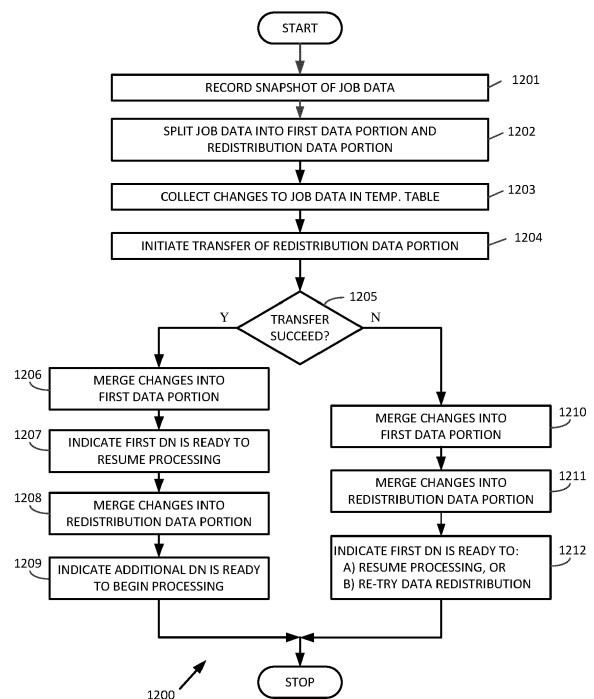 START
RECORD SNAPSHOT OF JOB DATA
1201
SPLIT JOB DATA INTO FIRST DATA PORTION AND
REDISTRIBUTION DATA PORTION
1202
COLLECT CHANGES TO JOB DATA IN TEMP. TABLE
1203
INITIATE TRANSFER OF REDISTRIBUTION DATA PORTION
1204
1205
TRANSFER
SUCCEED?
Y
N
1206
MERGE CHANGES INTO
FIRST DATA PORTION
1207
INDICATE FIRST DN IS READY TO
RESUME PROCESSING
1208
MERGE CHANGES INTO
REDISTRIBUTION DATA PORTION
1209
INDICATE ADDITIONAL DN IS READY
TO BEGIN PROCESSING
MERGE CHANGES INTO
FIRST DATA PORTION
1210
MERGE CHANGES INTO
REDISTRIBUTION DATA PORTION
1211
INDICATE FIRST DN IS READY TO:
A) RESUME PROCESSING, OR
B) RE-TRY DATA REDISTRIBUTION
1212
STOP
1200